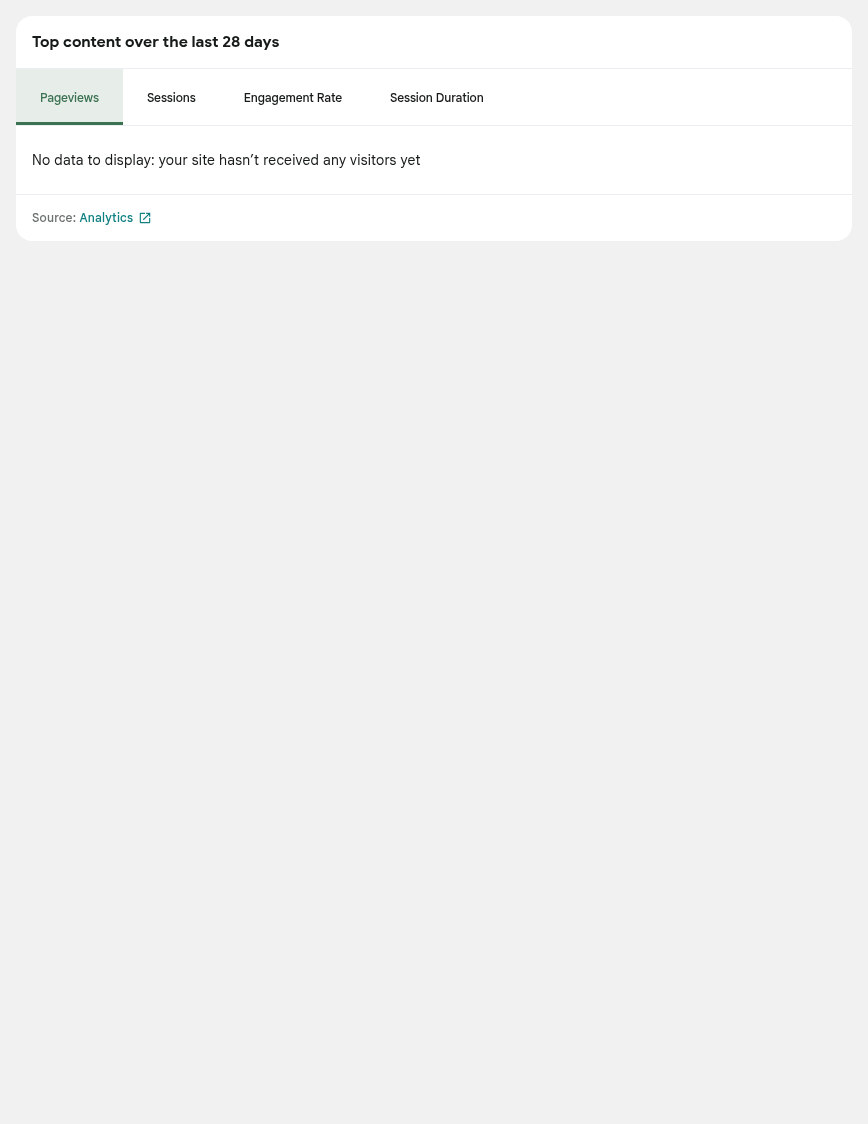 Top content over the last 28 days
Pageviews Sessions Engagement Rate Session Duration
No data to display: your site hasn’t received any visitors yet
Source: Analytics